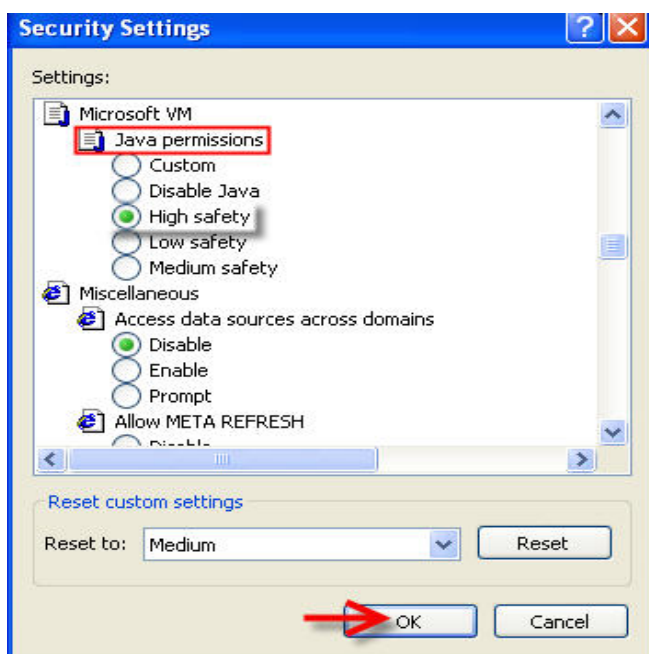 Security Settings
Settings:
Microsoft VM
Java permissions
Custom
Disable Java
High safety
Low safety
Medium safety
Miscellaneous
Access data sources across domains
Disable
Enable
Prompt
Allow META REFRESH
Disable
Reset custom settings
Reset to: Medium Reset
OK Cancel